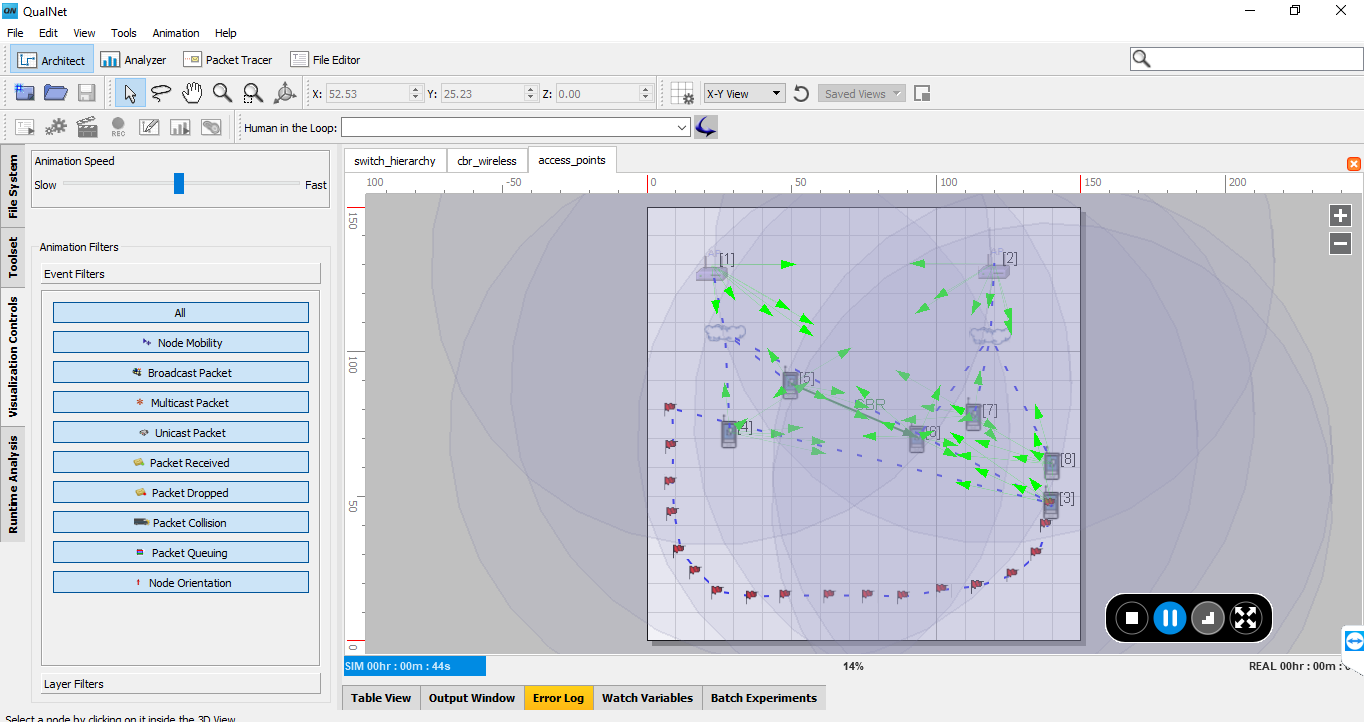 QualNet
File Edit View Tools Animation Help
Architect Analyzer Packet Tracer File Editor
X: 52.53 Y: 25.23 Z: 0.00 X-Y View Saved Views
REC Human in the Loop:
File System
Toolset
Visualization Controls
Runtime Analysis
Animation Speed
Slow Fast
Animation Filters
Event Filters
All
Node Mobility
Broadcast Packet
Multicast Packet
Unicast Packet
Packet Received
Packet Dropped
Packet Collision
Packet Queuing
Node Orientation
Layer Filters
switch_hierarchy cbr_wireless access_points
100 -50 0 50 100 150 200
150
100
50
0
AP [1]
AP [2]
[5]
CBR
[7]
[4]
[6]
[8]
[3]
SIM 00hr : 00m : 44s 14% REAL 00hr : 00m :
Table View Output Window Error Log Watch Variables Batch Experiments
Select a node by clicking on it inside the 3D View